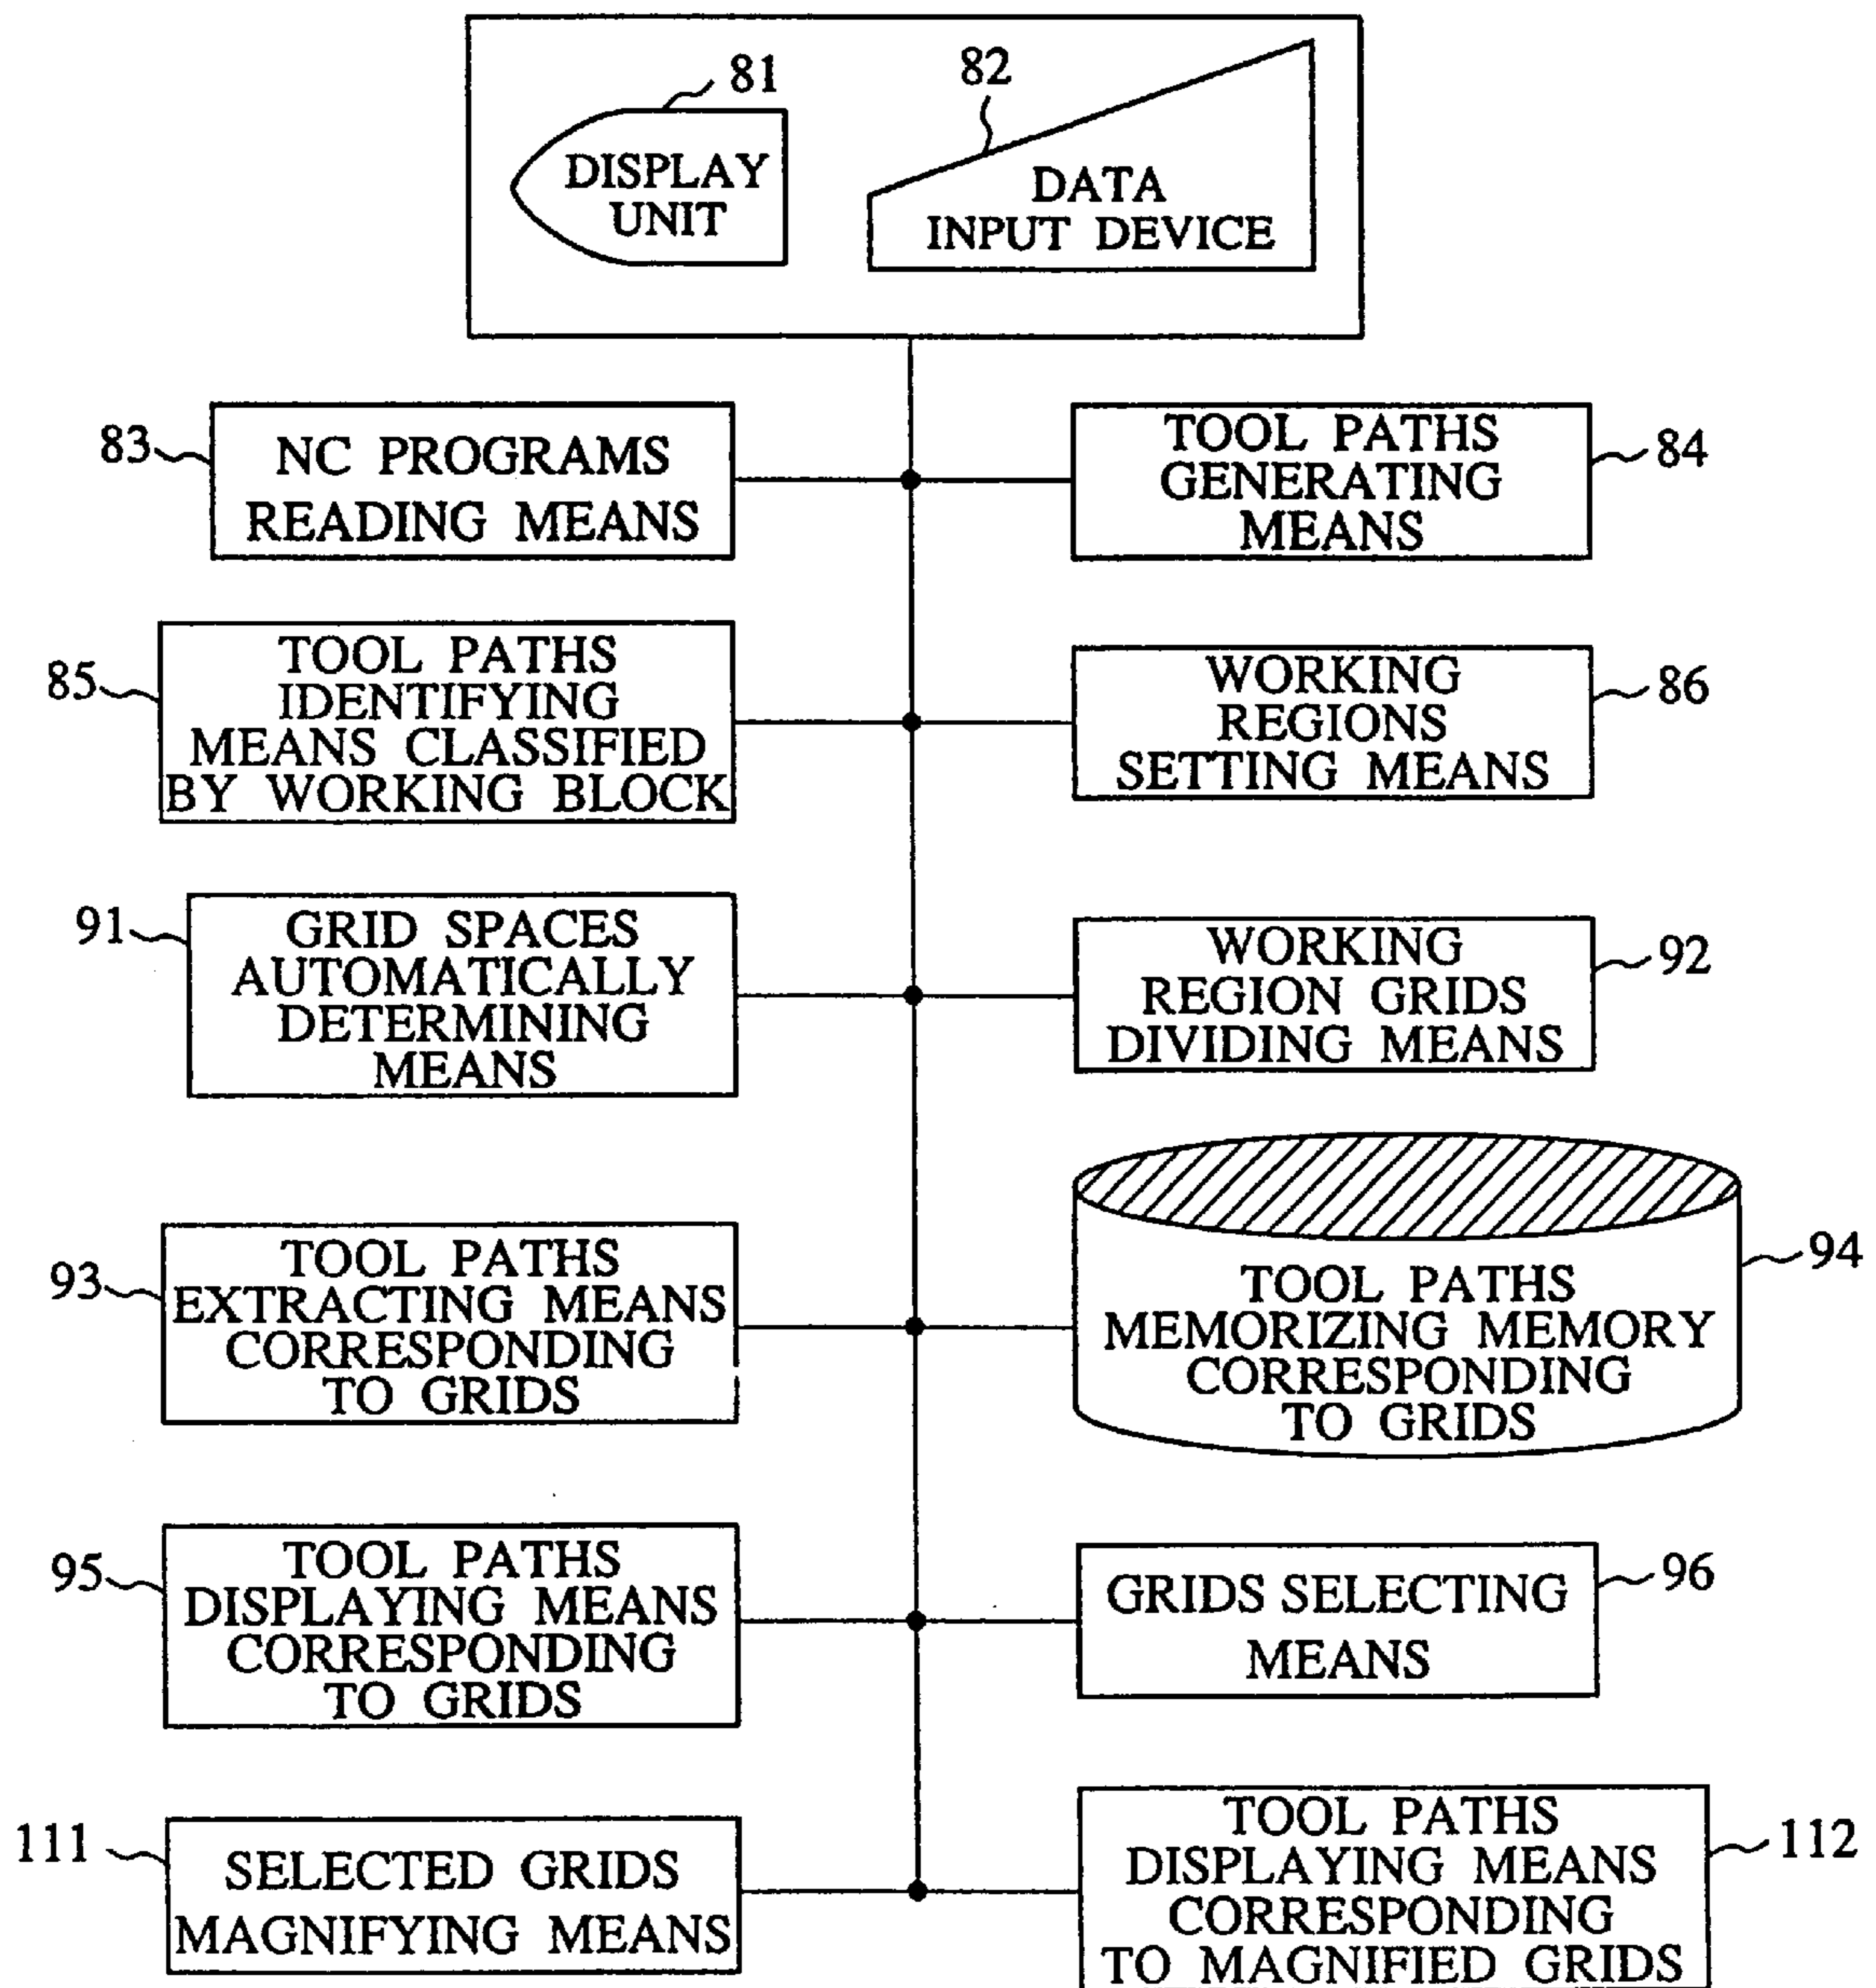 81
82
DISPLAY
UNIT
DATA
INPUT DEVICE
83
NC PROGRAMS
READING MEANS
TOOL PATHS
GENERATING
MEANS
84
85
TOOL PATHS
IDENTIFYING
MEANS CLASSIFIED
BY WORKING BLOCK
WORKING
REGIONS
SETTING MEANS
86
91
GRID SPACES
AUTOMATICALLY
DETERMINING
MEANS
WORKING
REGION GRIDS
DIVIDING MEANS
92
93
TOOL PATHS
EXTRACTING MEANS
CORRESPONDING
TO GRIDS
TOOL PATHS
MEMORIZING MEMORY
CORRESPONDING
TO GRIDS
94
95
TOOL PATHS
DISPLAYING MEANS
CORRESPONDING
TO GRIDS
GRIDS SELECTING
MEANS
96
111
SELECTED GRIDS
MAGNIFYING MEANS
TOOL PATHS
DISPLAYING MEANS
CORRESPONDING
TO MAGNIFIED GRIDS
112